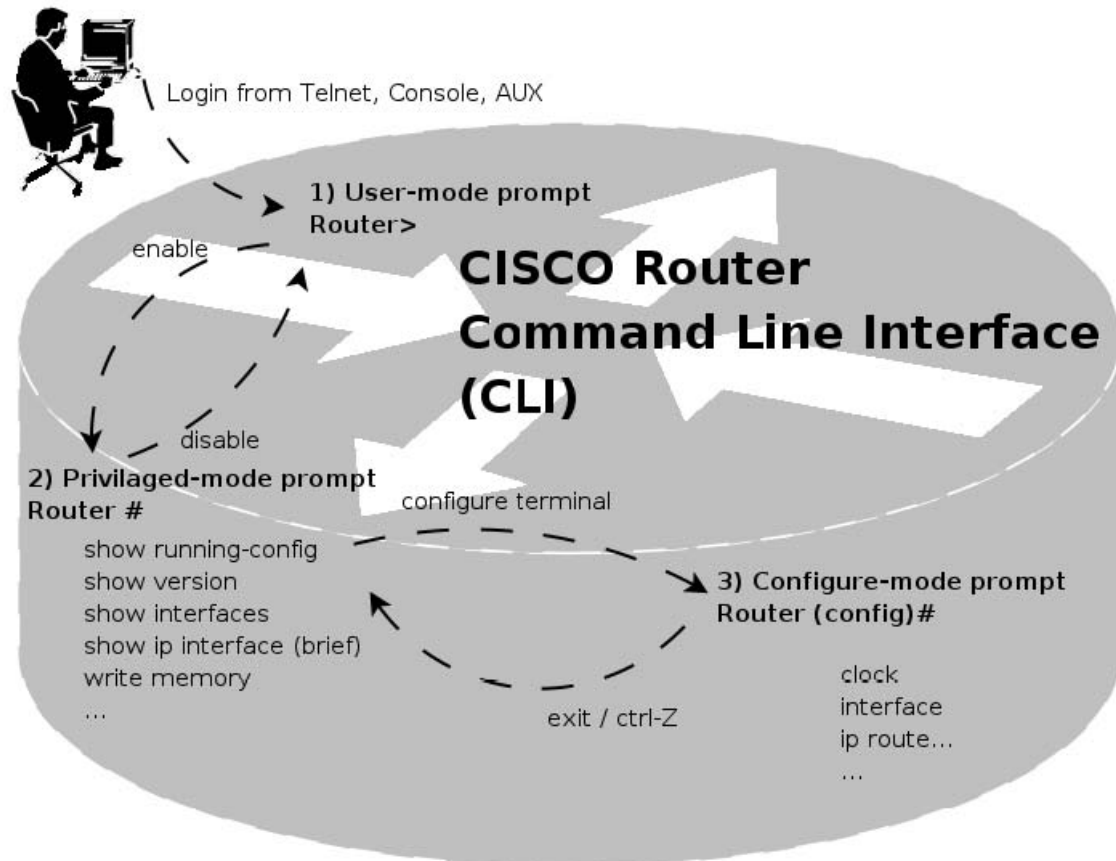 Login from Telnet, Console, AUX
1) User-mode prompt
Router>
enable
CISCO Router
Command Line Interface
(CLI)
disable
2) Privilaged-mode prompt
Router #
configure terminal
show running-config
show version
show interfaces
show ip interface (brief)
write memory
...
3) Configure-mode prompt
Router (config)#
exit / ctrl-Z
clock
interface
ip route...
...